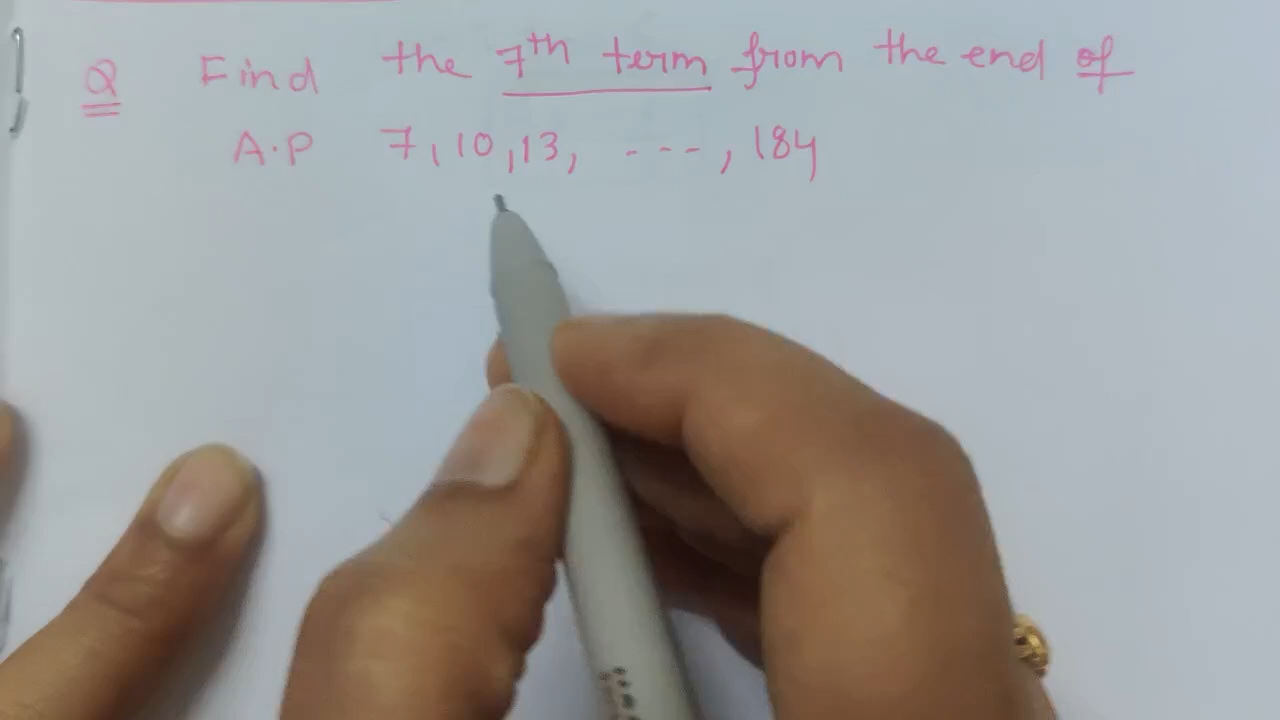 Q Find the 7th term from the end of
A.P 7, 10, 13, ---, 184